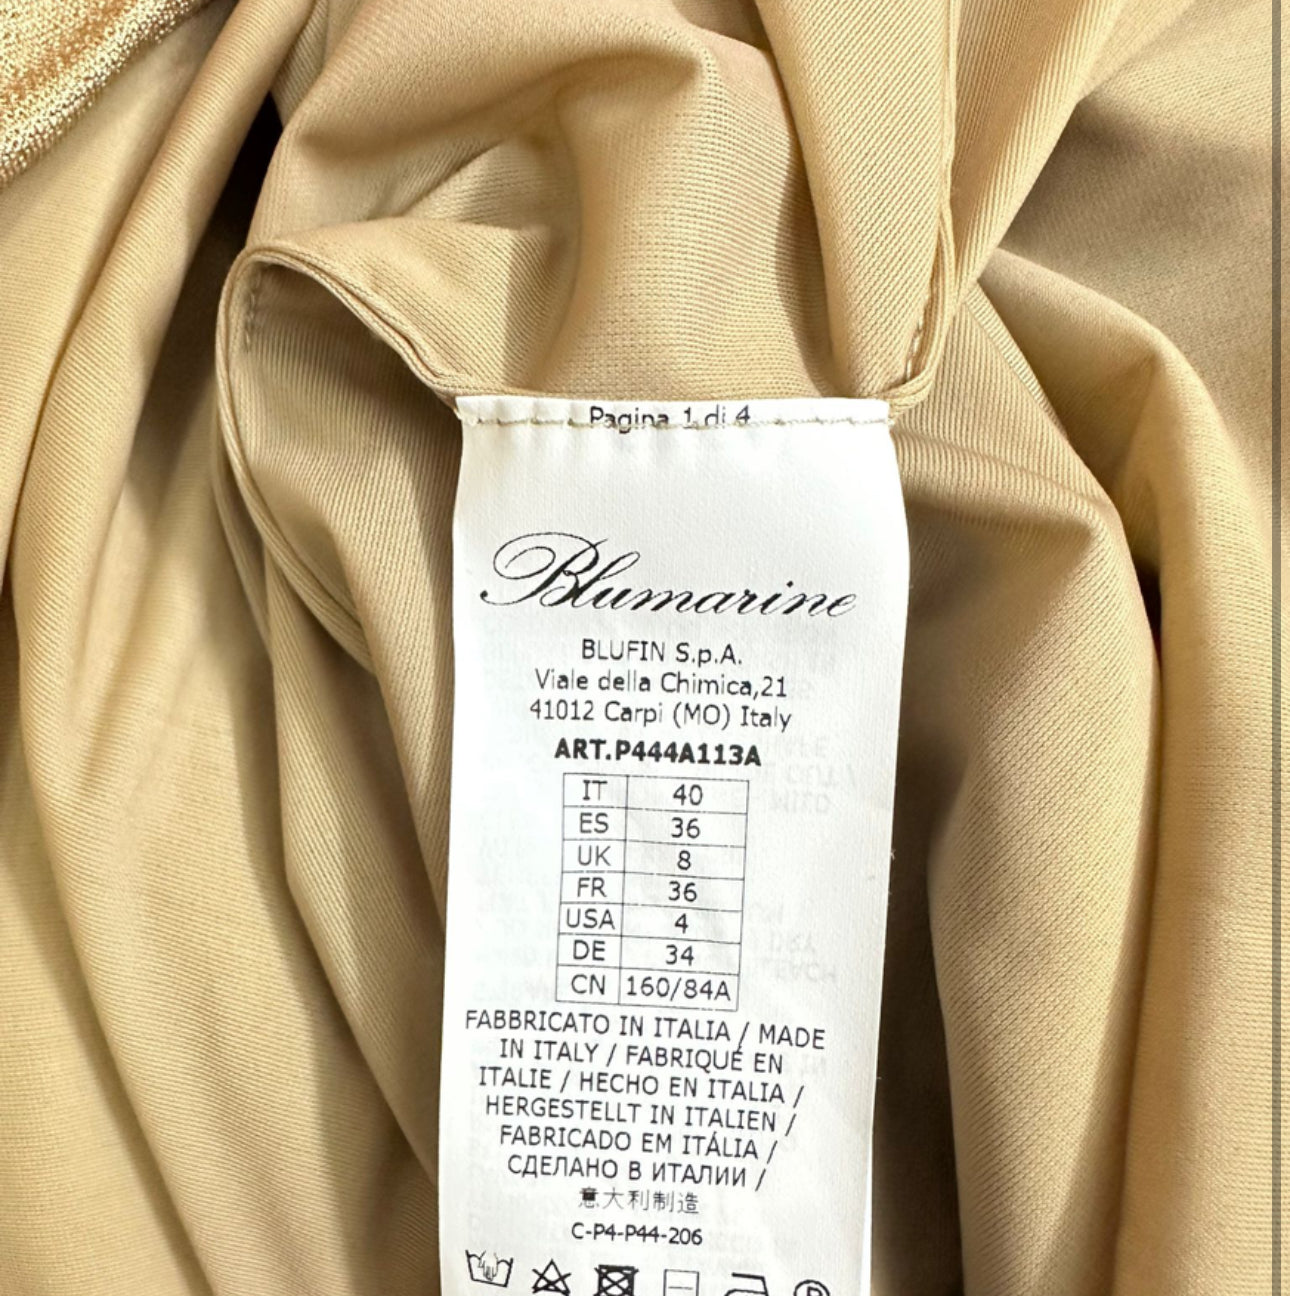 Pagina 1 di 4
Blumarine
BLUFIN S.p.A.
Viale della Chimica,21
41012 Carpi (MO) Italy
ART.P444A113A
IT 40
ES 36
UK 8
FR 36
USA 4
DE 34
CN 160/84A
FABBRICATO IN ITALIA / MADE
IN ITALY / FABRIQUÉ EN
ITALIE / HECHO EN ITALIA /
HERGESTELLT IN ITALIEN /
FABRICADO EM ITÁLIA /
СДЕЛАНО В ИТАЛИИ /
意大利制造
C-P4-P44-206
P